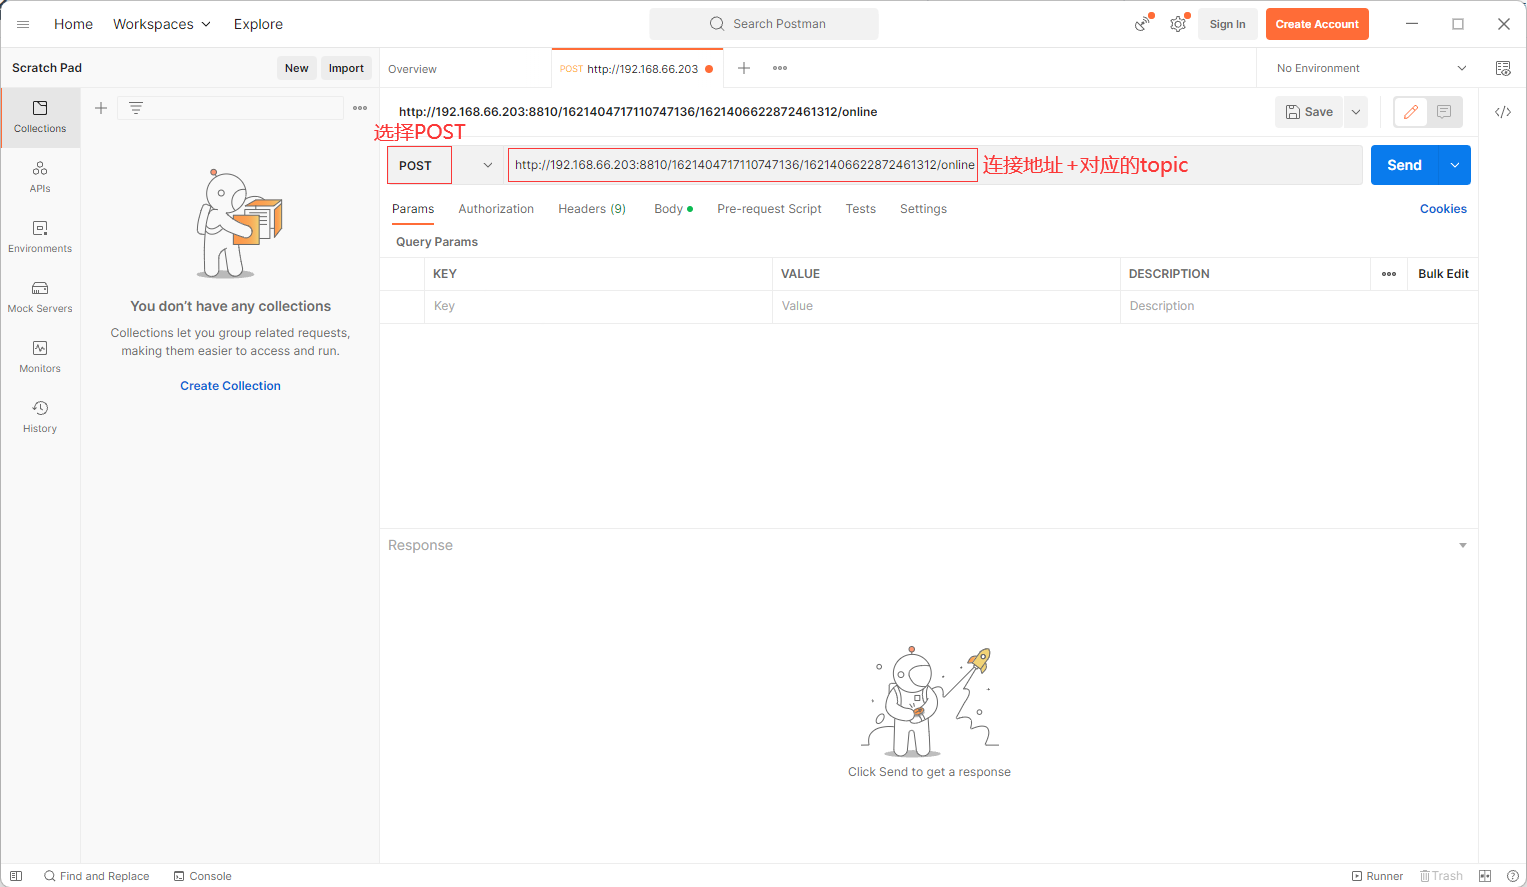 Home Workspaces Explore
Search Postman
Sign In
Create Account
Scratch Pad
New
Import
Overview
POST http://192.168.66.203
No Environment
Collections
APIs
Environments
Mock Servers
Monitors
History
You don't have any collections
Collections let you group related requests,
making them easier to access and run.
Create Collection
http://192.168.66.203:8810/1621404717110747136/1621406622872461312/online
Save
选择POST
POST
http://192.168.66.203:8810/1621404717110747136/1621406622872461312/online
连接地址+对应的topic
Send
Params Authorization Headers (9) Body Pre-request Script Tests Settings
Cookies
Query Params
KEY VALUE DESCRIPTION
Bulk Edit
Key Value Description
Response
Click Send to get a response
Find and Replace
Console
Runner
Trash